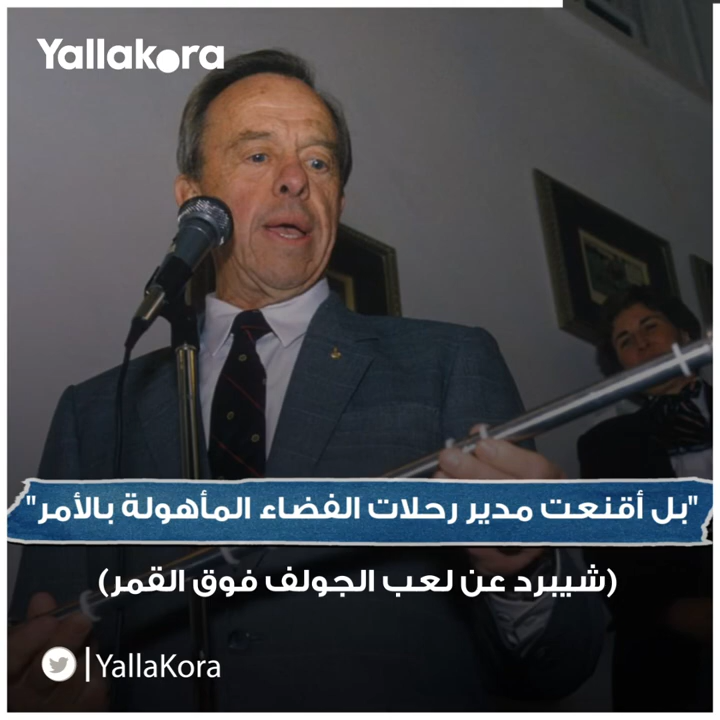 Yallakora
"بل أقنعت مدير رحلات الفضاء المأهولة بالأمر"
(شيبرد عن لعب الجولف فوق القمر)
YallaKora